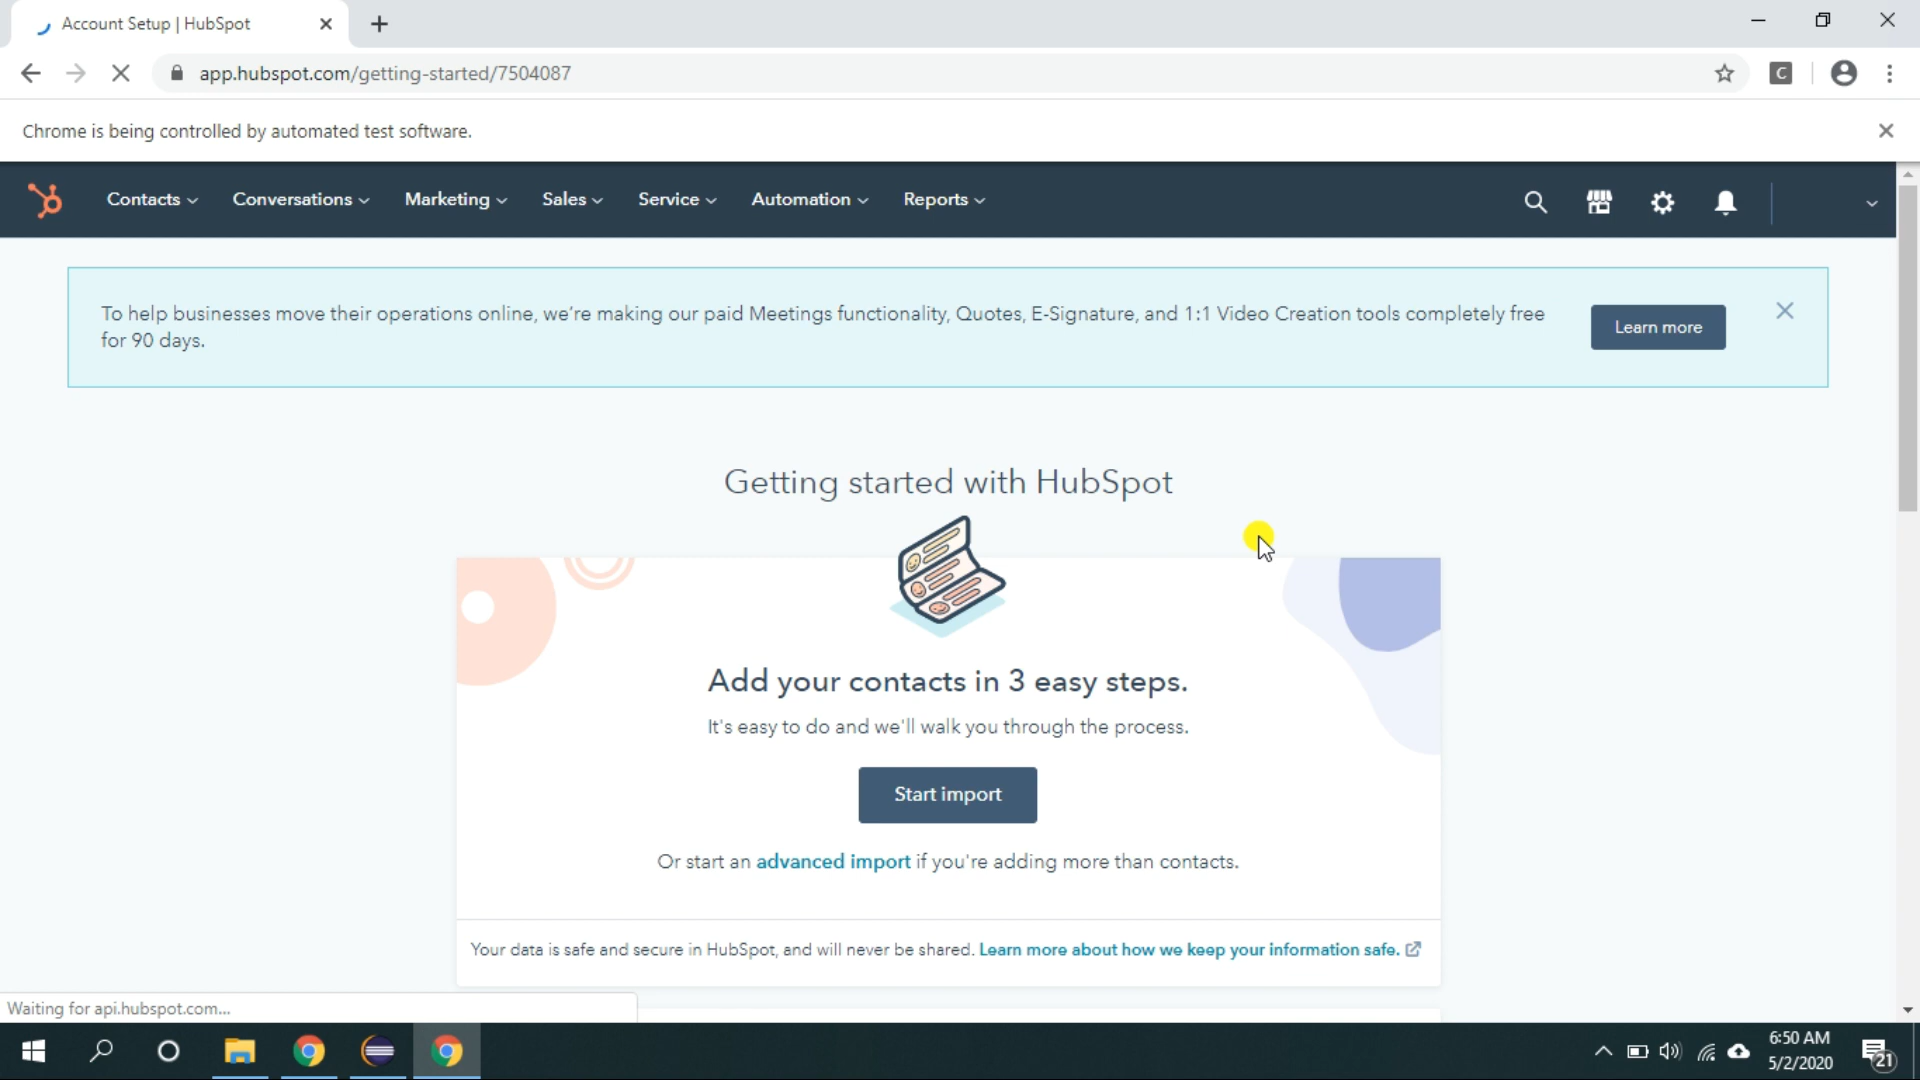 Account Setup | HubSpot
app.hubspot.com/getting-started/7504087
C
Chrome is being controlled by automated test software.
Contacts Conversations Marketing Sales Service Automation Reports
To help businesses move their operations online, we're making our paid Meetings functionality, Quotes, E-Signature, and 1:1 Video Creation tools completely free
for 90 days.
Learn more
Getting started with HubSpot
Add your contacts in 3 easy steps.
It's easy to do and we'll walk you through the process.
Start import
Or start an advanced import if you're adding more than contacts.
Your data is safe and secure in HubSpot, and will never be shared. Learn more about how we keep your information safe.
Waiting for api.hubspot.com...
6:50 AM
5/2/2020
21